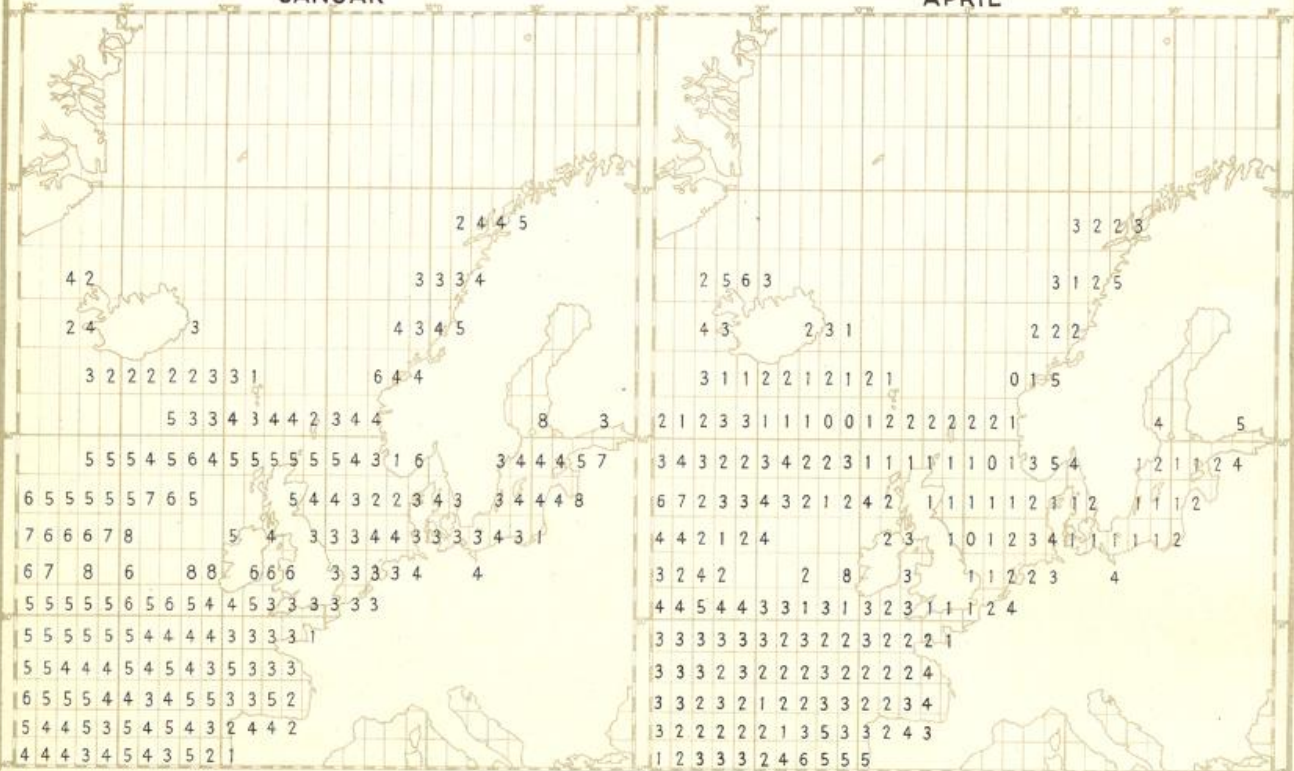 JANUAR
2 4 4 5
4 2 3 3 3 4
2 4 3 4 3 4 5
3 2 2 2 2 2 3 3 1 6 4 4
5 3 3 4 3 4 4 2 3 4 4 8 3
5 5 5 4 5 6 4 5 5 5 5 5 5 4 3 1 6 3 4 4 4 5 7
6 5 5 5 5 5 7 6 5 5 4 4 3 2 2 3 4 3 3 4 4 4 8
7 6 6 6 7 8 5 4 3 3 3 4 4 3 3 3 3 4 3 1
6 7 8 6 8 8 6 6 6 3 3 3 3 4 4
5 5 5 5 5 6 5 6 5 4 4 5 3 3 3 3 3 3
5 5 5 5 5 5 4 4 4 4 3 3 3 3 1
5 5 4 4 4 5 4 5 4 3 5 3 3 3
6 5 5 5 4 4 3 4 5 5 3 3 5 2
5 4 4 5 3 5 4 5 4 3 2 4 4 2
4 4 4 3 4 5 4 3 5 2 1
APRIL
3 2 2 3
2 5 6 3 3 1 2 5
4 3 2 3 1 2 2 2
3 1 1 2 2 1 2 1 2 1 0 1 5
2 1 2 3 3 1 1 1 0 0 1 2 2 2 2 2 2 1 4 5
3 4 3 2 2 3 4 2 2 3 1 1 1 1 1 1 0 1 3 5 4 1 2 1 1 2 4
6 7 2 3 3 4 3 2 1 2 4 2 1 1 1 1 1 2 1 1 2 1 1 1 2
4 4 2 1 2 4 2 3 1 0 1 2 3 4 1 1 1 1 1 2
3 2 4 2 2 8 3 1 1 2 2 3 4
4 4 5 4 4 3 3 1 3 1 3 2 3 1 1 1 2 4
3 3 3 3 3 3 2 3 2 2 3 2 2 2 1
3 3 3 2 3 2 2 2 3 2 2 2 2 4
3 3 2 3 2 1 2 2 3 3 2 2 3 4
3 2 2 2 2 2 1 3 5 3 3 2 4 3
1 2 3 3 3 2 4 6 5 5 5